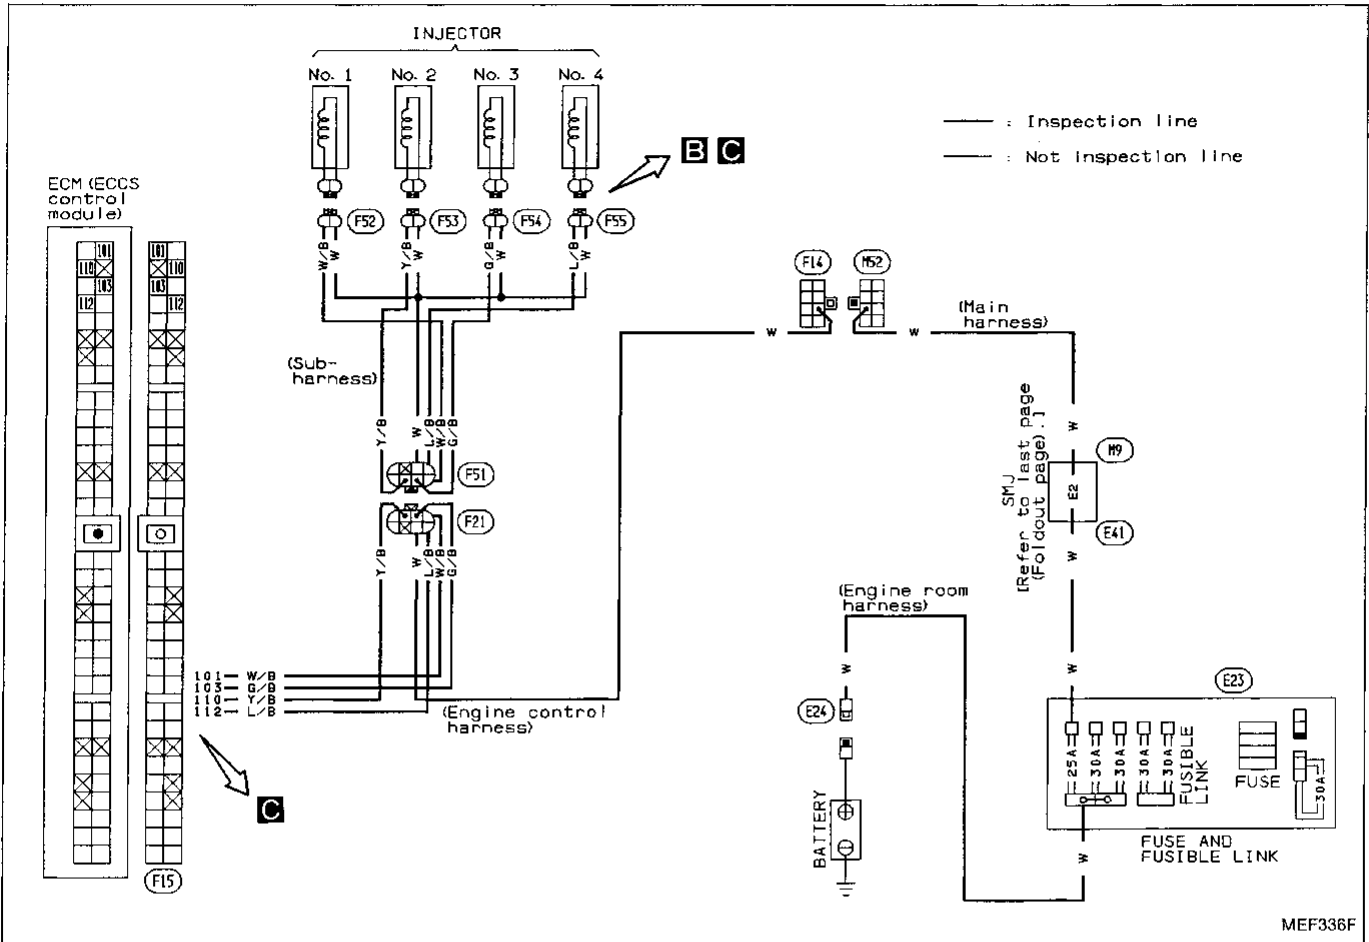 INJECTOR
No. 1
No. 2
No. 3
No. 4
B C
: Inspection line
: Not inspection line
ECM (ECCS
control
module)
101
110
103
112
101
110
103
112
F52
F53
F54
F55
W/B
W
Y/B
W
G/B
W
L/B
W
F14
M52
W
W
(Main
harness)
(Sub-
harness)
Y/B
W
L/B
W/B
G/B
F51
F21
Y/B
W
L/B
W/B
G/B
W
SMJ
[Refer to last page
(Foldout page).]
M9
E2
E41
W
W
(Engine room
harness)
W
E24
BATTERY
E23
25A
30A
30A
30A
30A
FUSIBLE
LINK
FUSE
30A
FUSE AND
FUSIBLE LINK
W
101 W/B
103 G/B
110 Y/B
112 L/B
(Engine control
harness)
C
F15
MEF336F